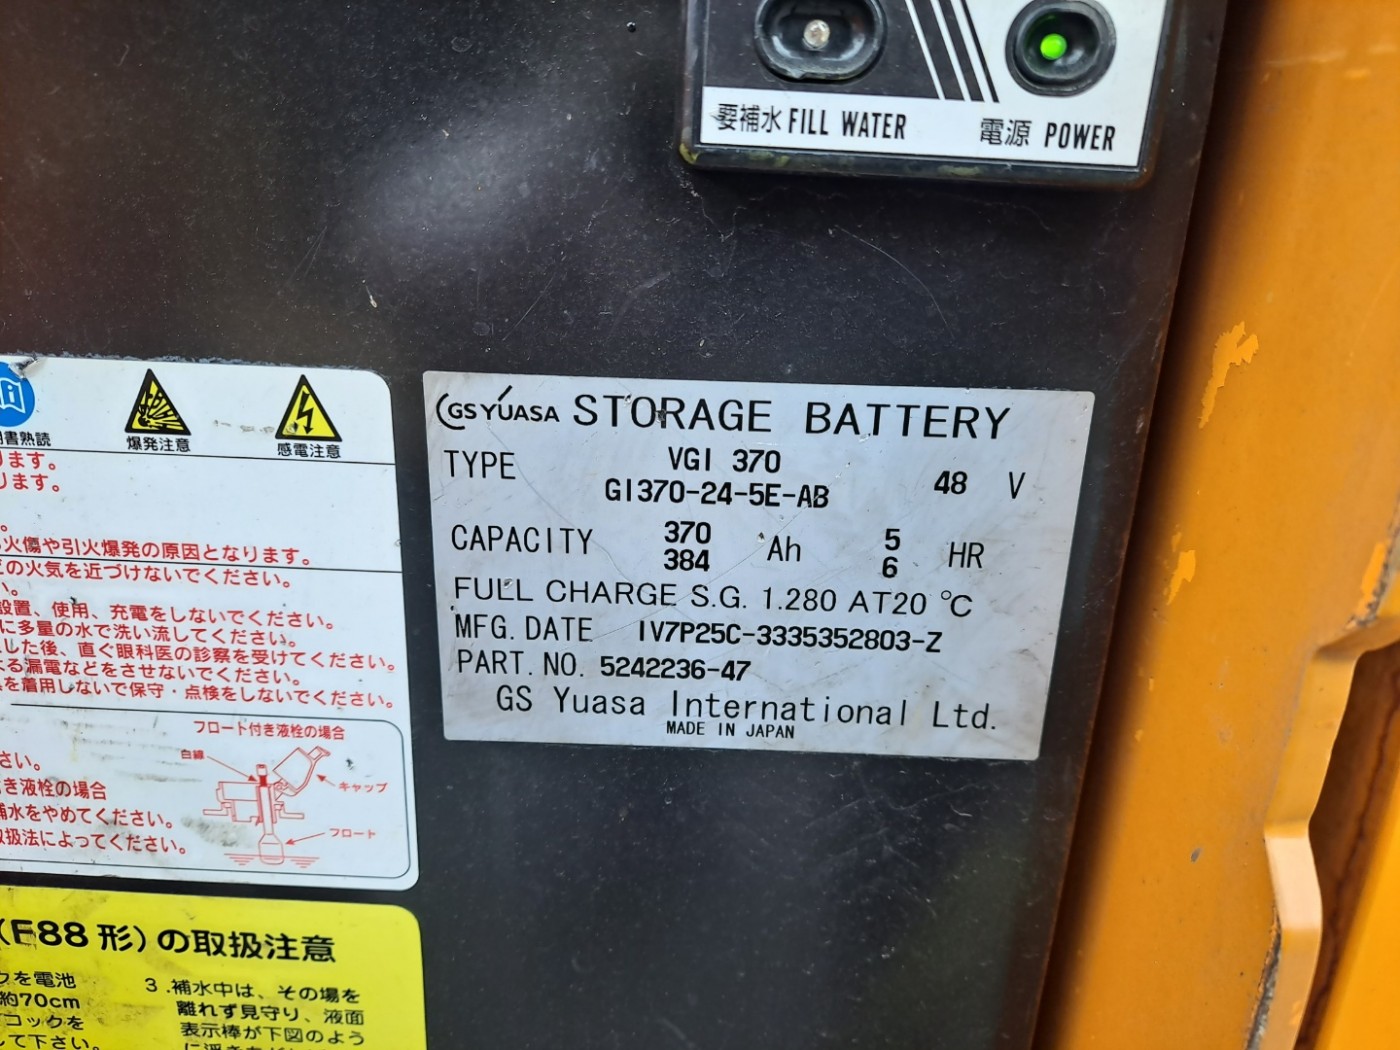 要補水 FILL WATER
電源 POWER
GS YUASA STORAGE BATTERY
TYPE VGI 370 48 V
GI370-24-5E-AB
CAPACITY 370 Ah 5 HR
384 6
FULL CHARGE S.G. 1.280 AT20 ℃
MFG. DATE IV7P25C-3335352803-Z
PART. NO. 5242236-47
GS Yuasa International Ltd.
MADE IN JAPAN
書熟読
爆発注意
感電注意
ります。
ります。
火傷や引火爆発の原因となります。
の火気を近づけないでください。
設置、使用、充電をしないでください。
に多量の水で洗い流してください。
した後、直ぐ眼科医の診察を受けてください。
る漏電などをさせないでください。
を着用しないで保守・点検をしないでください。
フロート付き液栓の場合
白線
キャップ
フロート
さい。
き液栓の場合
補水をやめてください。
取扱法によってください。
(E88 形) の取扱注意
クを電池
約70cm
コックを
して下さい。
3 .補水中は、その場を
離れず見守り、液面
表示棒が下図のよう